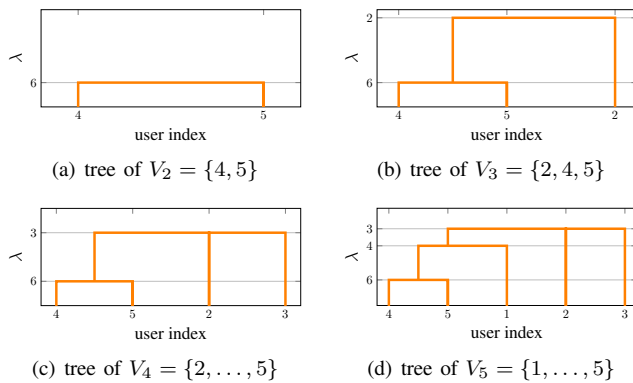 λ
6
4 5
user index
(a) tree of V₂ = {4, 5}
2
λ
6
4 5 2
user index
(b) tree of V₃ = {2, 4, 5}
3
λ
6
4 5 2 3
user index
(c) tree of V₄ = {2, . . . , 5}
3
4
λ
6
4 5 1 2 3
user index
(d) tree of V₅ = {1, . . . , 5}